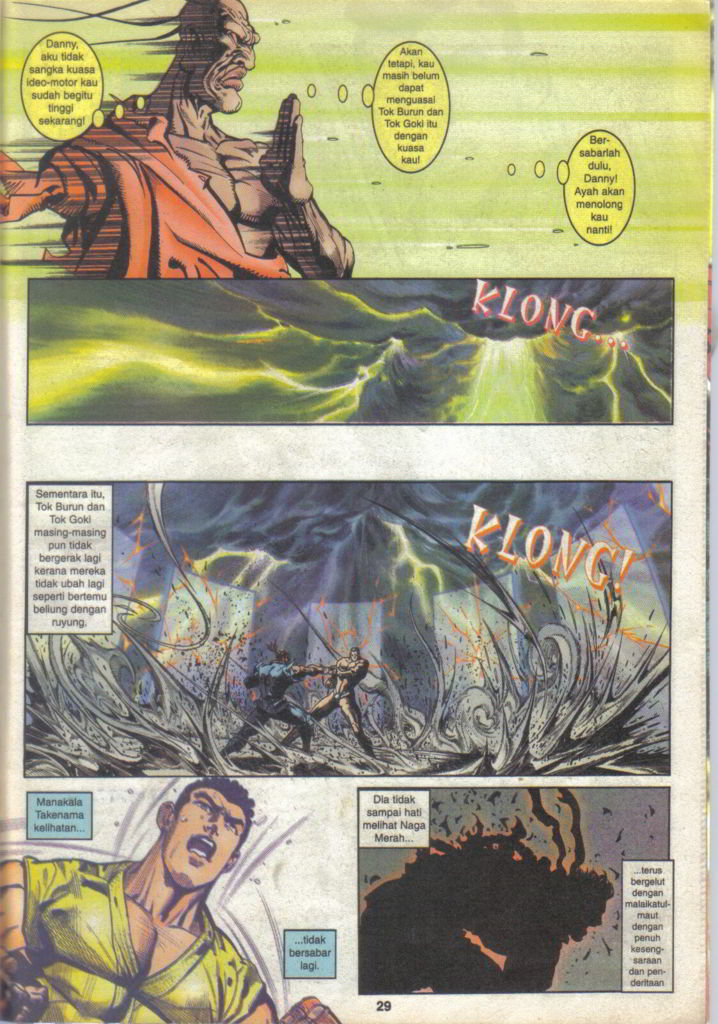 Danny,
aku tidak
sangka kuasa
ideo-motor kau
sudah begitu
tinggi
sekarang!
Akan
tetapi, kau
masih belum
dapat
menguasai
Tok Burun dan
Tok Goki itu
dengan
kuasa
kau!
Ber-
sabarlah
dulu,
Danny!
Ayah akan
menolong
kau
nanti!
KLONG...
Sementara itu,
Tok Burun dan
Tok Goki
masing-masing
pun tidak
bergerak lagi
kerana mereka
tidak ubah lagi
seperti bertemu
beliung dengan
ruyung.
KLONG!
Manakala
Takenama
kelihatan...
...tidak
bersabar
lagi.
Dia tidak
sampai hati
melihat Naga
Merah...
...terus
bergelut
dengan
malaikatul-
maut
dengan
penuh
keseng-
saraan
dan pen-
deritaan
29